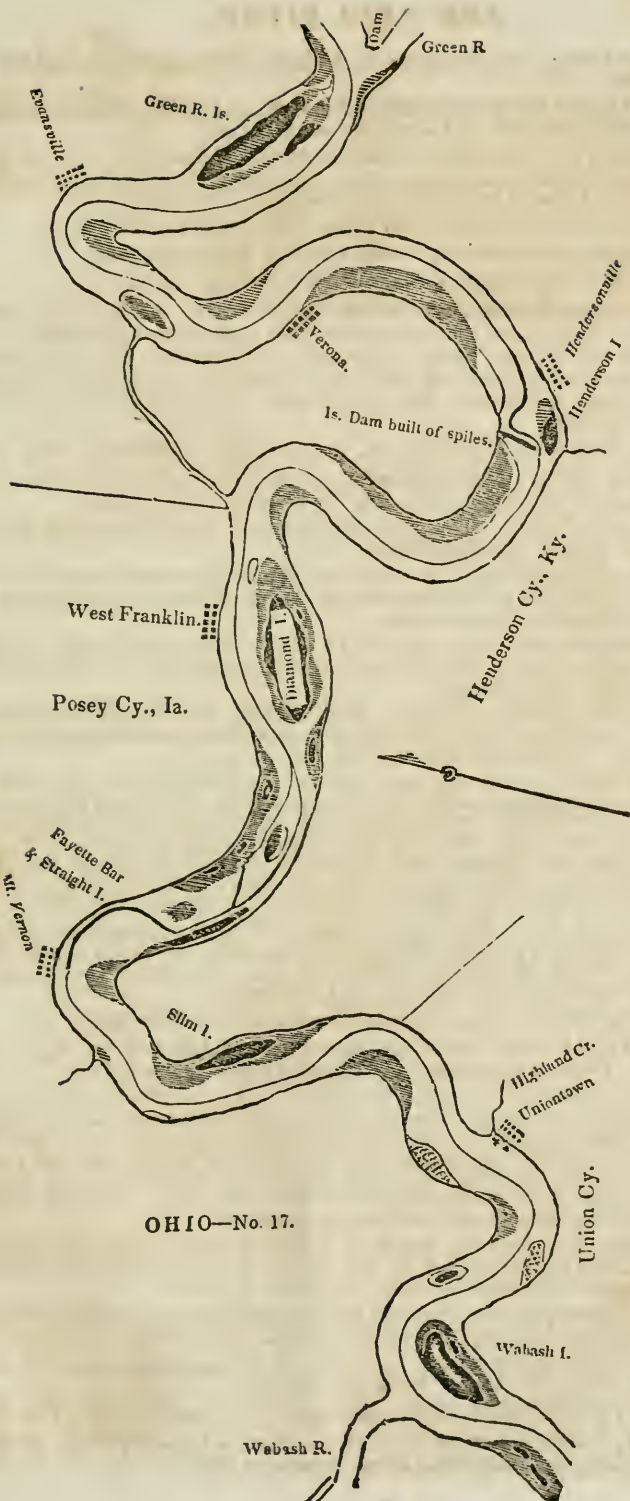 Dam
Green R
Green R. Is.
Evansville
Hendersonville
Henderson I
Verona.
Is. Dam built of spiles.
Henderson Cy., Ky.
West Franklin.
Diamond I.
Posey Cy., Ia.
Fayette Bar
& Straight I.
Mt. Vernon
Slim I.
Highland Cr.
Uniontown
OHIO—No. 17.
Union Cy.
Wabash I.
Wabash R.